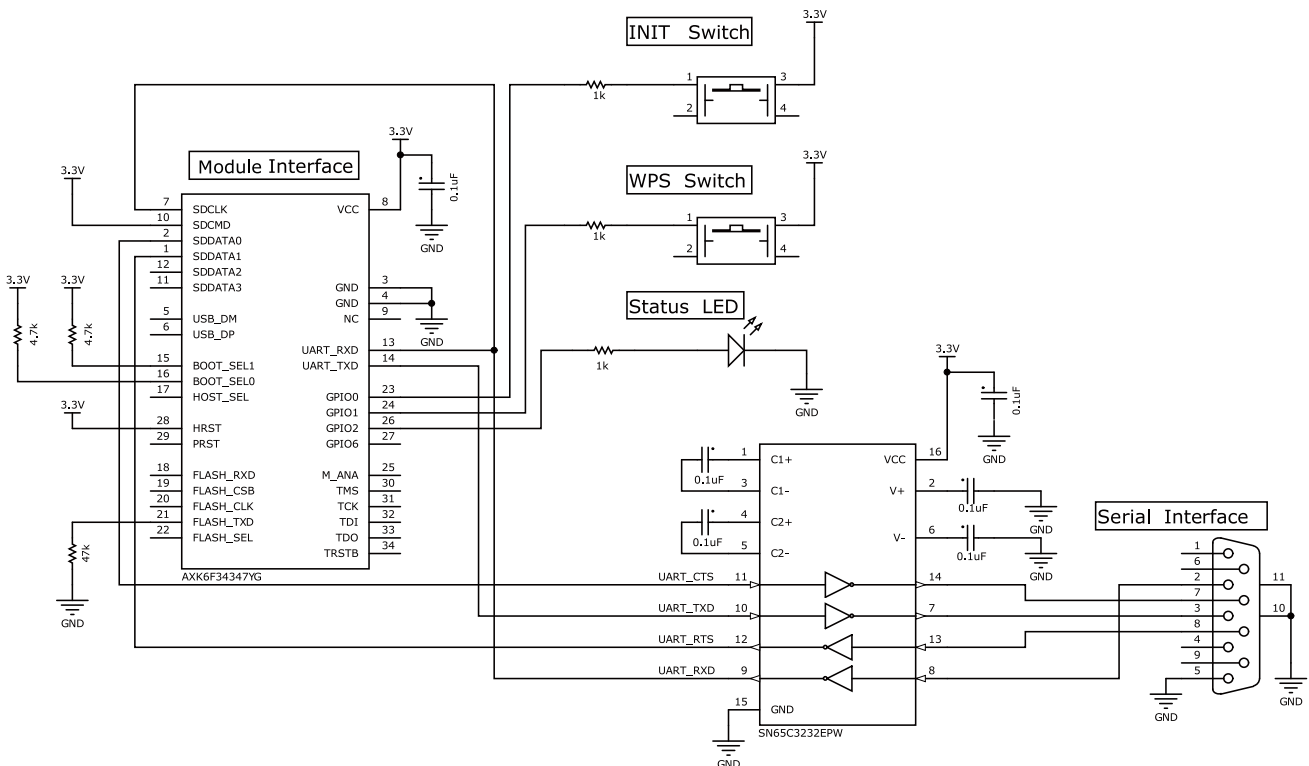 INIT Switch
3.3V
1
3
2
4
1k
WPS Switch
3.3V
1
3
2
4
1k
Status LED
1k
GND
Module Interface
3.3V
0.1uF
GND
3.3V
7 SDCLK
10 SDCMD
2 SDDATA0
1 SDDATA1
12 SDDATA2
11 SDDATA3
5 USB_DM
6 USB_DP
15 BOOT_SEL1
16 BOOT_SEL0
17 HOST_SEL
28 HRST
29 PRST
18 FLASH_RXD
19 FLASH_CSB
20 FLASH_CLK
21 FLASH_TXD
22 FLASH_SEL
VCC 8
GND 3
GND 4
NC 9
UART_RXD 13
UART_TXD 14
GPIO0 23
GPIO1 24
GPIO2 26
GPIO6 27
M_ANA 25
TMS 30
TCK 31
TDI 32
TDO 33
TRSTB 34
AXK6F34347YG
GND
3.3V
3.3V
4.7k
4.7k
3.3V
47k
GND
3.3V
0.1uF
GND
1 C1+
3 C1-
4 C2+
5 C2-
0.1uF
0.1uF
VCC 16
V+ 2
V- 6
0.1uF
0.1uF
GND
GND
UART_CTS 11
14
UART_TXD 10
7
UART_RTS 12
13
UART_RXD 9
8
15 GND
GND
SN65C3232EPW
Serial Interface
1
6
2
7
3
8
4
9
5
11
10
GND
GND